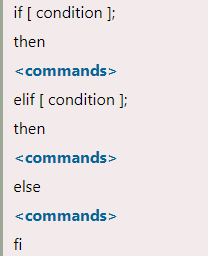 if [ condition ];
then
<commands>
elif [ condition ];
then
<commands>
else
<commands>
fi